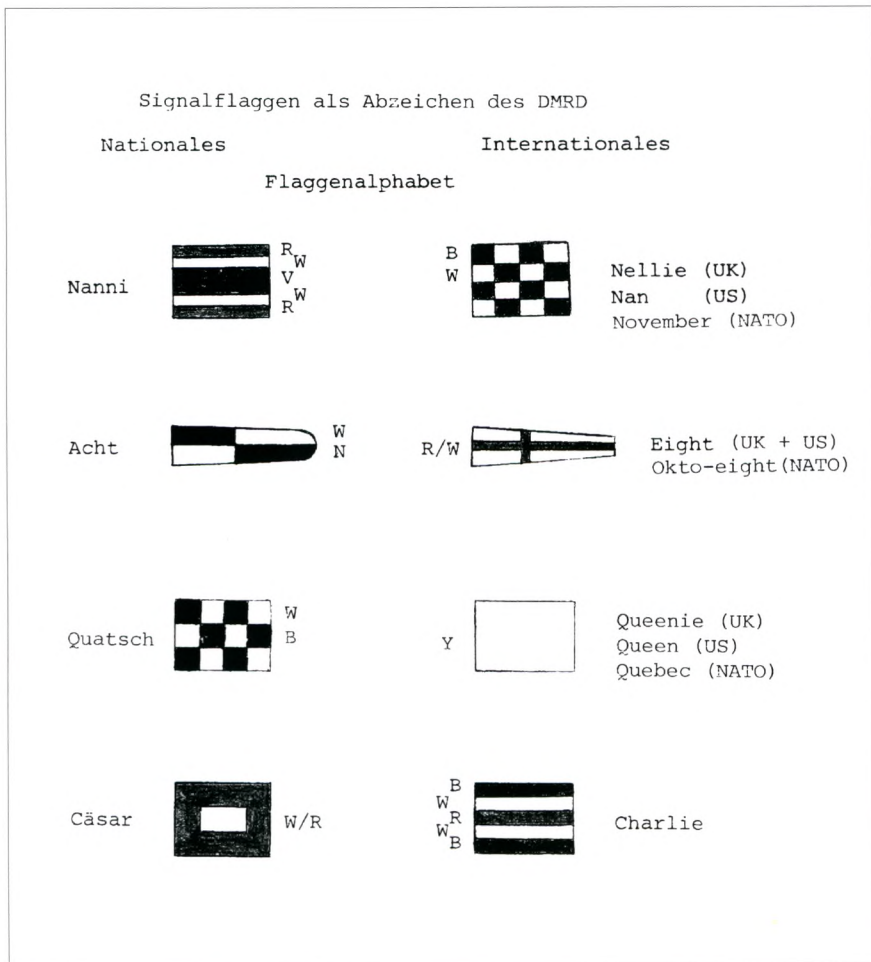 Signalflaggen als Abzeichen des DMRD
Nationales Internationales
Flaggenalphabet
Nanni
R
W
V
W
R
B
W
Nellie (UK)
Nan (US)
November (NATO)
Acht
W
N
R/W
Eight (UK + US)
Okto-eight(NATO)
Quatsch
W
B
Y
Queenie (UK)
Queen (US)
Quebec (NATO)
Cäsar
W/R
B
W
R
W
B
Charlie